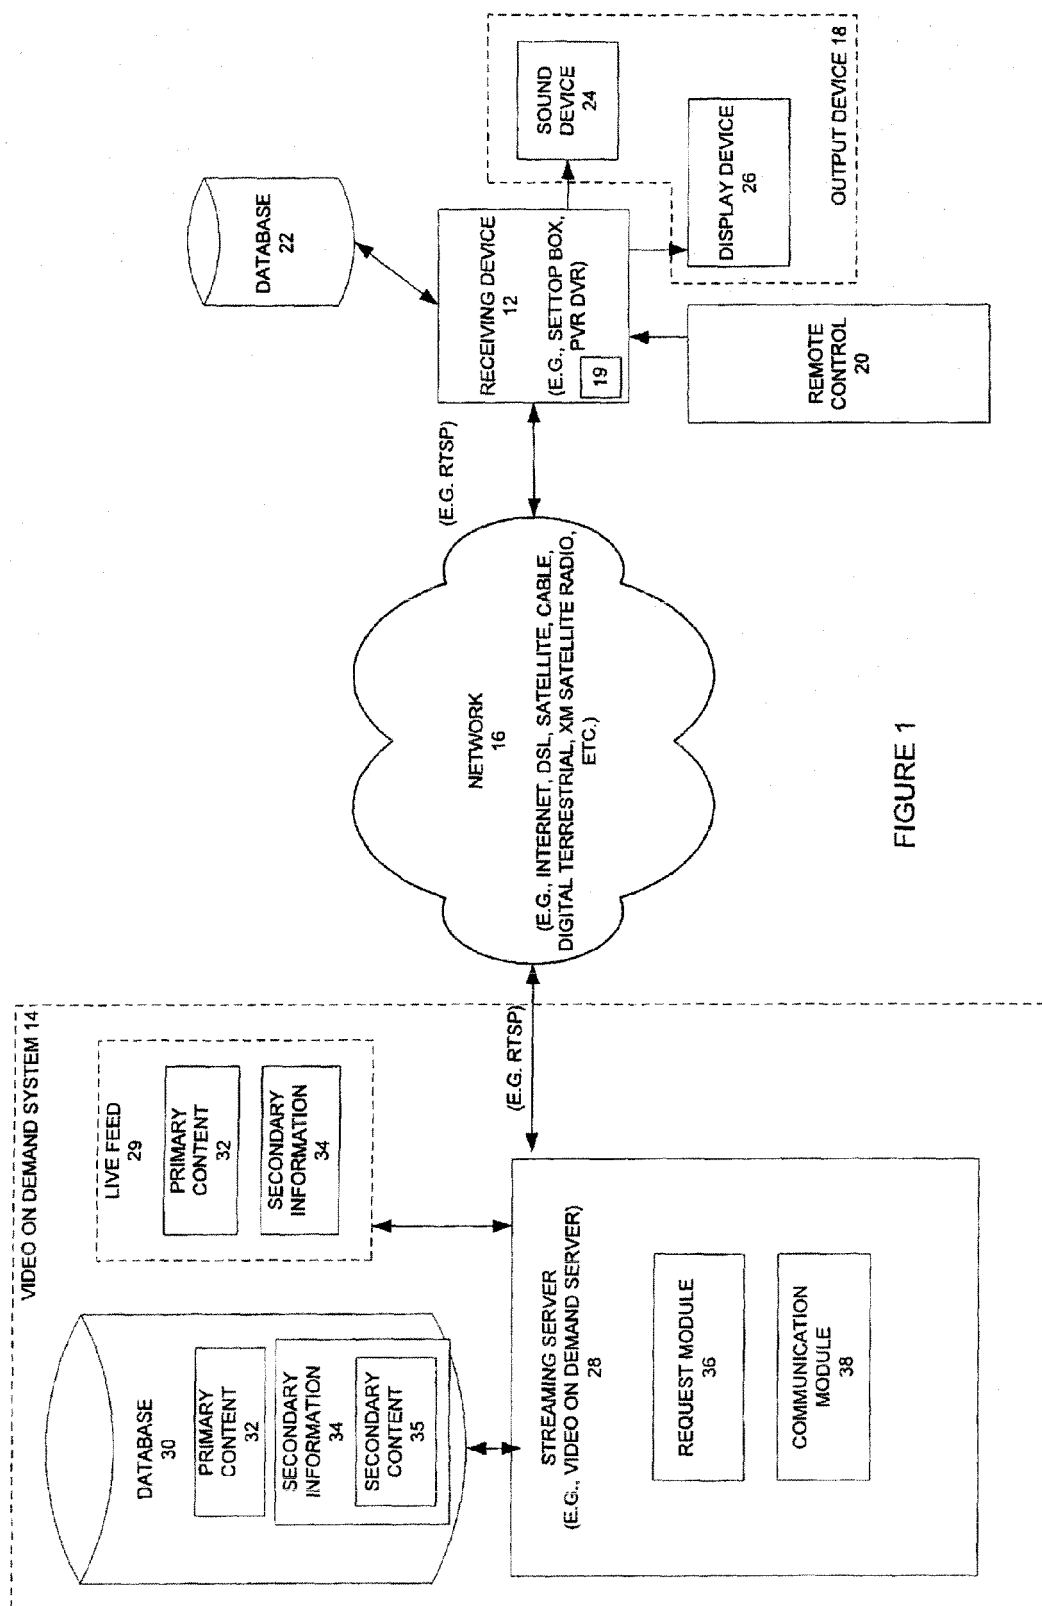 VIDEO ON DEMAND SYSTEM 14
DATABASE
30
PRIMARY
CONTENT
32
SECONDARY
INFORMATION
34
SECONDARY
CONTENT
35
LIVE FEED
29
PRIMARY
CONTENT
32
SECONDARY
INFORMATION
34
STREAMING SERVER
(E.G., VIDEO ON DEMAND SERVER)
28
REQUEST MODULE
36
COMMUNICATION
MODULE
38
(E.G. RTSP)
NETWORK
16
(E.G., INTERNET, DSL, SATELLITE, CABLE,
DIGITAL TERRESTRIAL, XM SATELLITE RADIO,
ETC.)
(E.G. RTSP)
DATABASE
22
RECEIVING DEVICE
12
(E.G., SETTOP BOX,
PVR DVR)
19
REMOTE
CONTROL
20
SOUND
DEVICE
24
DISPLAY DEVICE
26
OUTPUT DEVICE 18
FIGURE 1